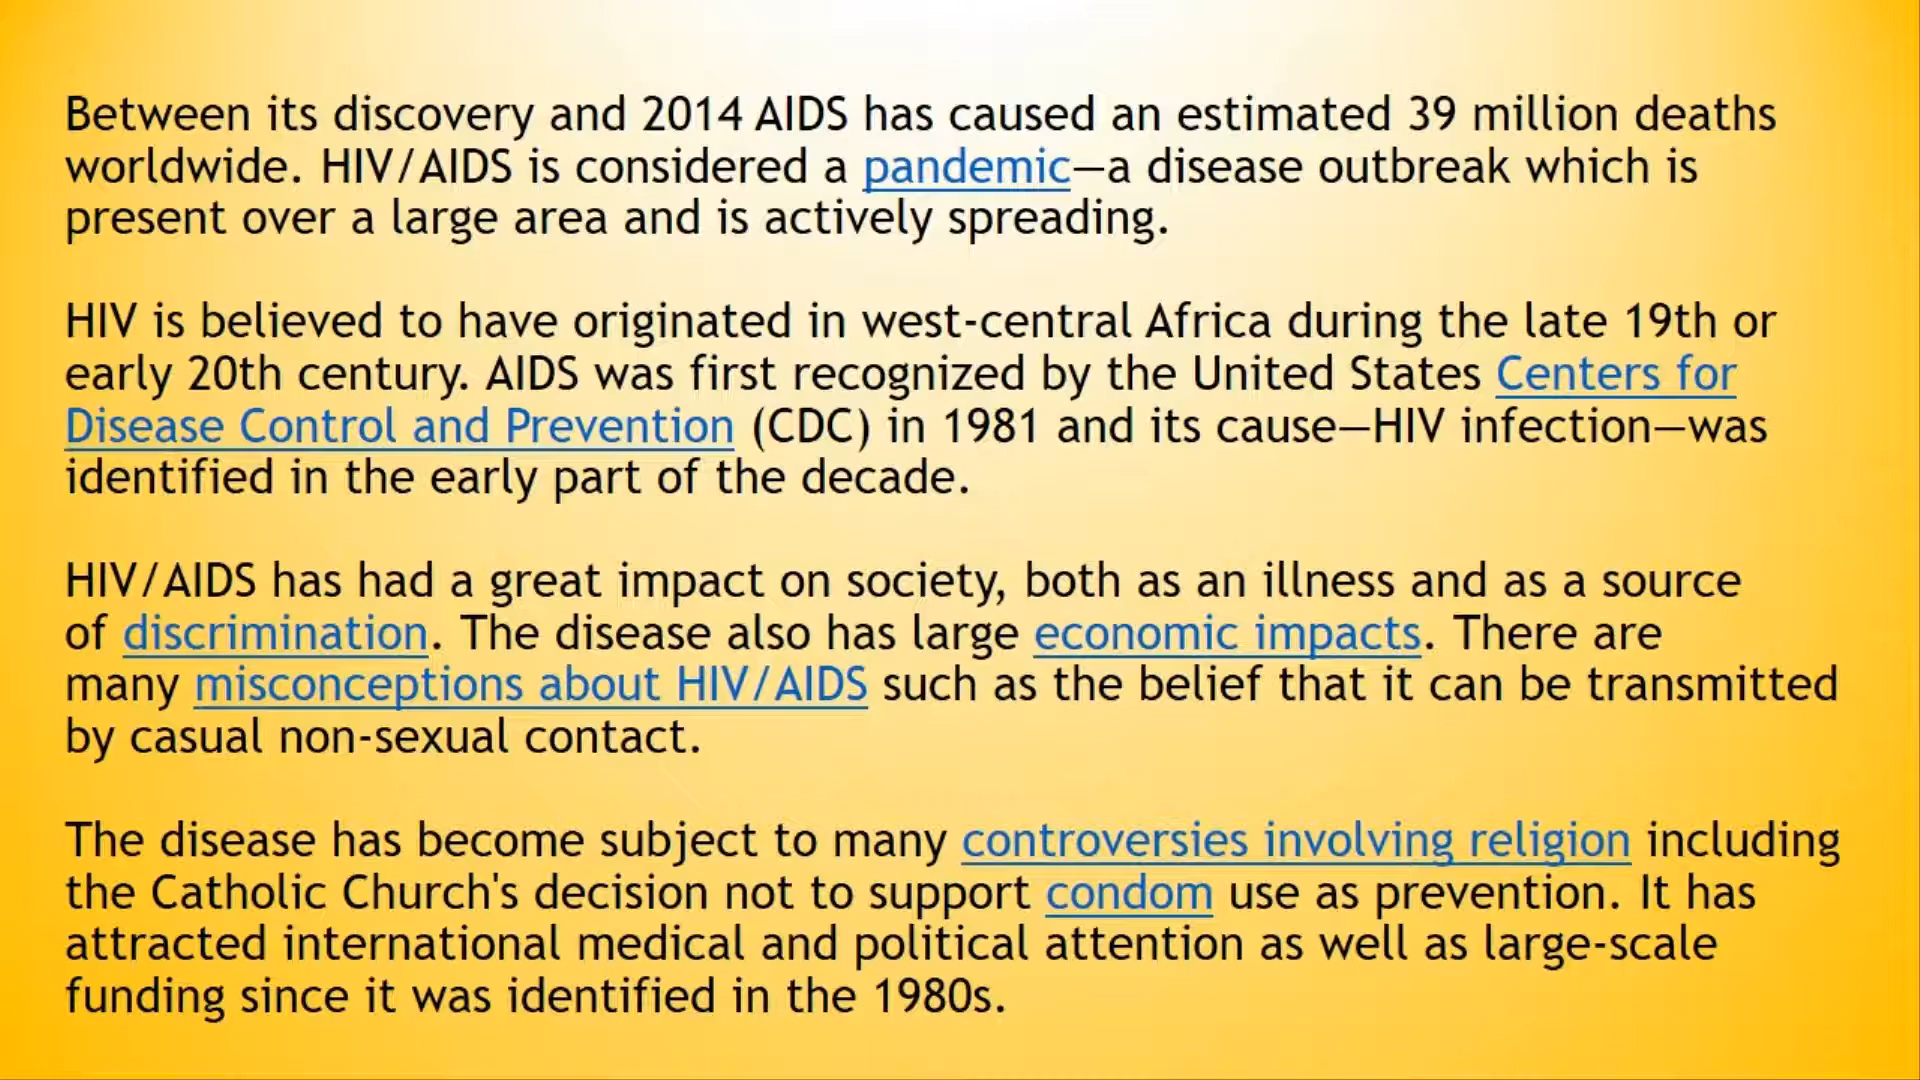 Between its discovery and 2014 AIDS has caused an estimated 39 million deaths
worldwide. HIV/AIDS is considered a pandemic—a disease outbreak which is
present over a large area and is actively spreading.
HIV is believed to have originated in west-central Africa during the late 19th or
early 20th century. AIDS was first recognized by the United States Centers for
Disease Control and Prevention (CDC) in 1981 and its cause—HIV infection—was
identified in the early part of the decade.
HIV/AIDS has had a great impact on society, both as an illness and as a source
of discrimination. The disease also has large economic impacts. There are
many misconceptions about HIV/AIDS such as the belief that it can be transmitted
by casual non-sexual contact.
The disease has become subject to many controversies involving religion including
the Catholic Church's decision not to support condom use as prevention. It has
attracted international medical and political attention as well as large-scale
funding since it was identified in the 1980s.